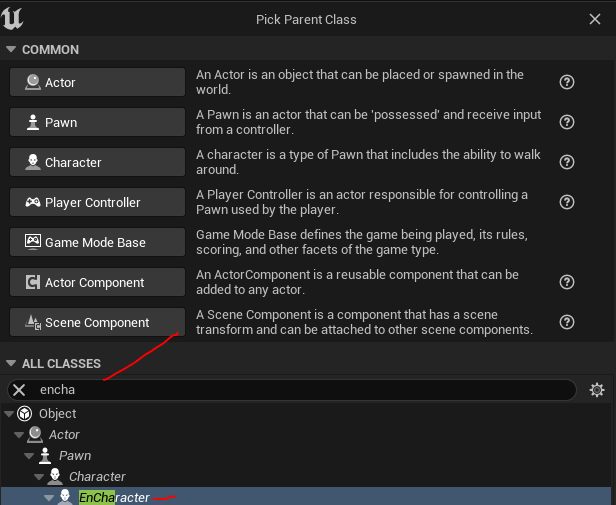 Pick Parent Class
COMMON
Actor
An Actor is an object that can be placed or spawned in the
world.
Pawn
A Pawn is an actor that can be 'possessed' and receive input
from a controller.
Character
A character is a type of Pawn that includes the ability to walk
around.
Player Controller
A Player Controller is an actor responsible for controlling a
Pawn used by the player.
Game Mode Base
Game Mode Base defines the game being played, its rules,
scoring, and other facets of the game type.
Actor Component
An ActorComponent is a reusable component that can be
added to any actor.
Scene Component
A Scene Component is a component that has a scene
transform and can be attached to other scene components.
ALL CLASSES
encha
Object
Actor
Pawn
Character
EnCharacter